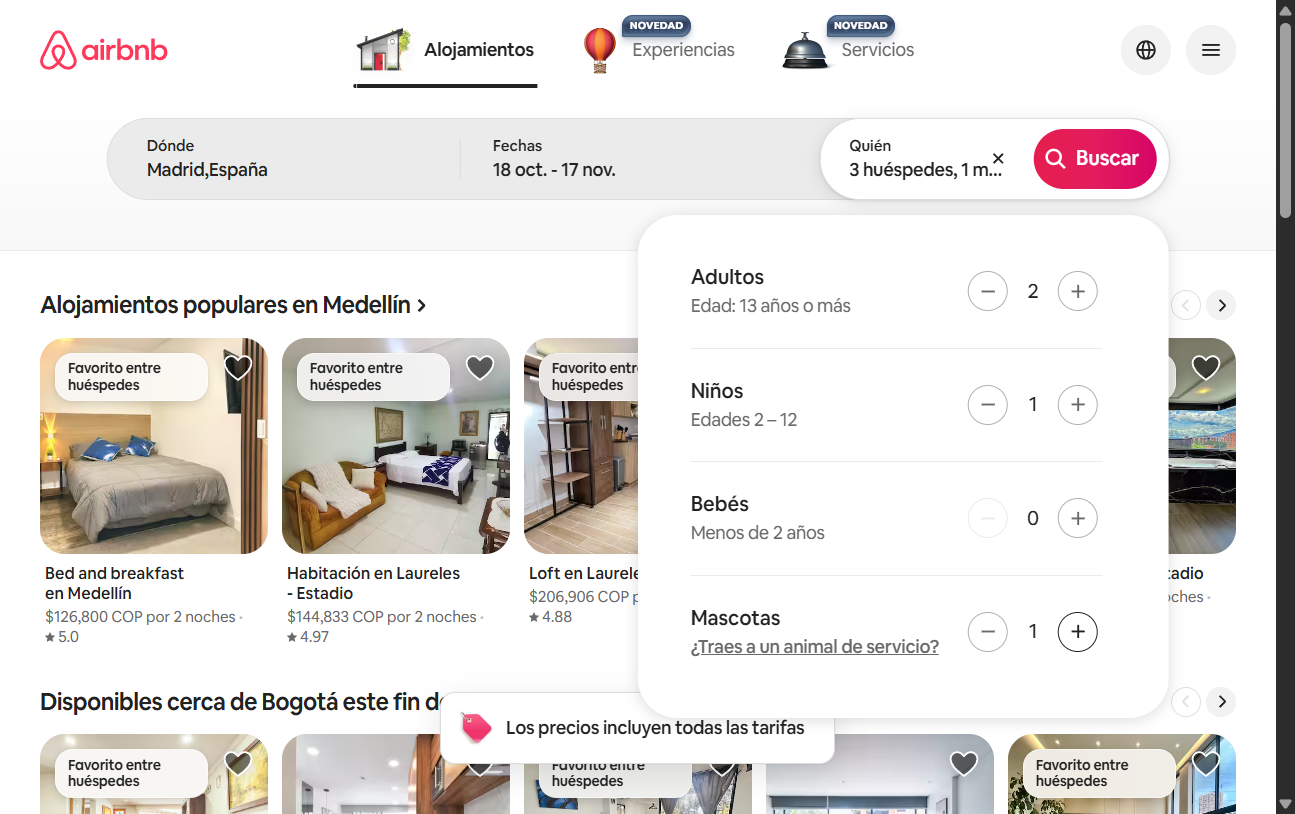 airbnb
Alojamientos
NOVEDAD
Experiencias
NOVEDAD
Servicios
Dónde
Madrid,España
Fechas
18 oct. - 17 nov.
Quién
3 huéspedes, 1 m...
Buscar
Adultos
Edad: 13 años o más
2
Niños
Edades 2 – 12
1
Bebés
Menos de 2 años
0
Mascotas
¿Traes a un animal de servicio?
1
Alojamientos populares en Medellín
Favorito entre
huéspedes
Favorito entre
huéspedes
Favorito entr
huéspedes
Bed and breakfast
en Medellín
$126,800 COP por 2 noches ·
5.0
Habitación en Laureles
- Estadio
$144,833 COP por 2 noches ·
4.97
Loft en Laurele
$206,906 COP p
4.88
tadio
oches ·
Disponibles cerca de Bogotá este fin de
Los precios incluyen todas las tarifas
Favorito entre
huéspedes
Favorito entre
huéspedes
Favorito entre
huéspedes